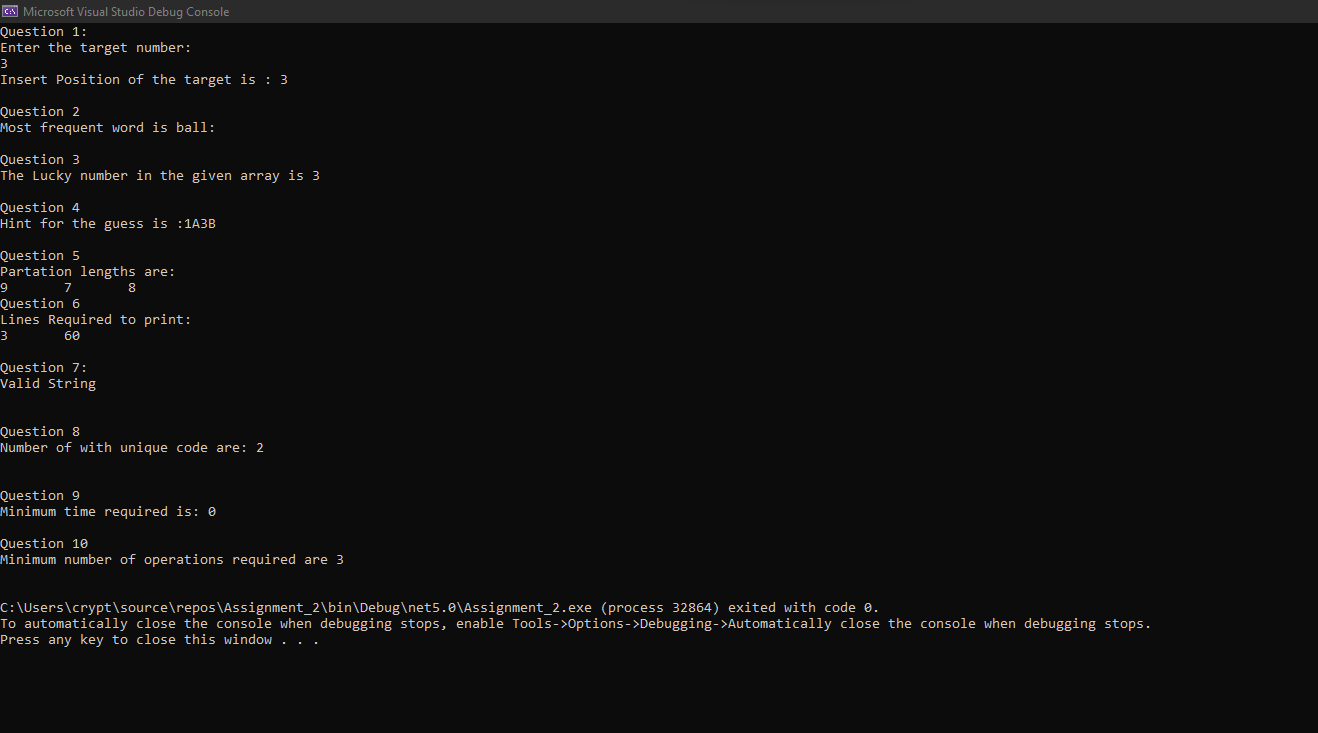 C:\ Microsoft Visual Studio Debug Console
Question 1:
Enter the target number:
3
Insert Position of the target is : 3
Question 2
Most frequent word is ball:
Question 3
The Lucky number in the given array is 3
Question 4
Hint for the guess is :1A3B
Question 5
Partation lengths are:
9       7       8
Question 6
Lines Required to print:
3       60
Question 7:
Valid String
Question 8
Number of with unique code are: 2
Question 9
Minimum time required is: 0
Question 10
Minimum number of operations required are 3
C:\Users\crypt\source\repos\Assignment_2\bin\Debug\net5.0\Assignment_2.exe (process 32864) exited with code 0.
To automatically close the console when debugging stops, enable Tools->Options->Debugging->Automatically close the console when debugging stops.
Press any key to close this window . . .